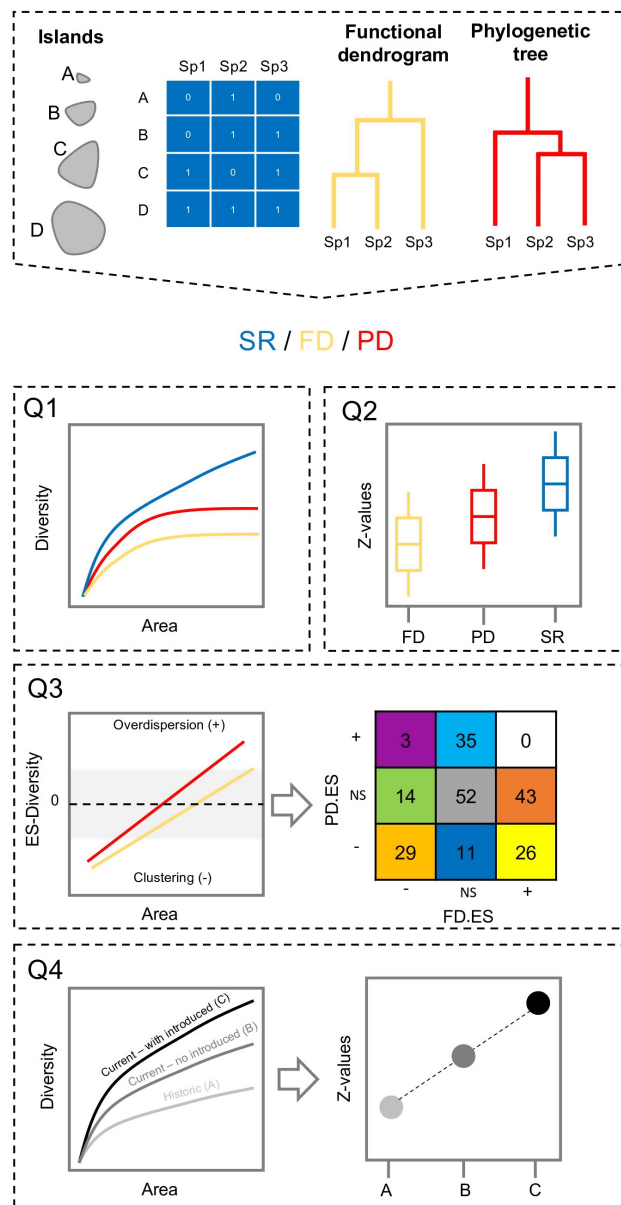 Islands
A
B
C
D
Sp1 Sp2 Sp3
A 0 1 0
B 0 1 1
C 1 0 1
D 1 1 1
Functional
dendrogram
Sp1 Sp2 Sp3
Phylogenetic
tree
Sp1 Sp2 Sp3
SR / FD / PD
Q1
Diversity
Area
Q2
Z-values
FD PD SR
Q3
ES-Diversity
0
Overdispersion (+)
Clustering (-)
Area
PD.ES
+ 3 35 0
NS 14 52 43
- 29 11 26
- NS +
FD.ES
Q4
Diversity
Current – with introduced (C)
Current – no introduced (B)
Historic (A)
Area
Z-values
A B C